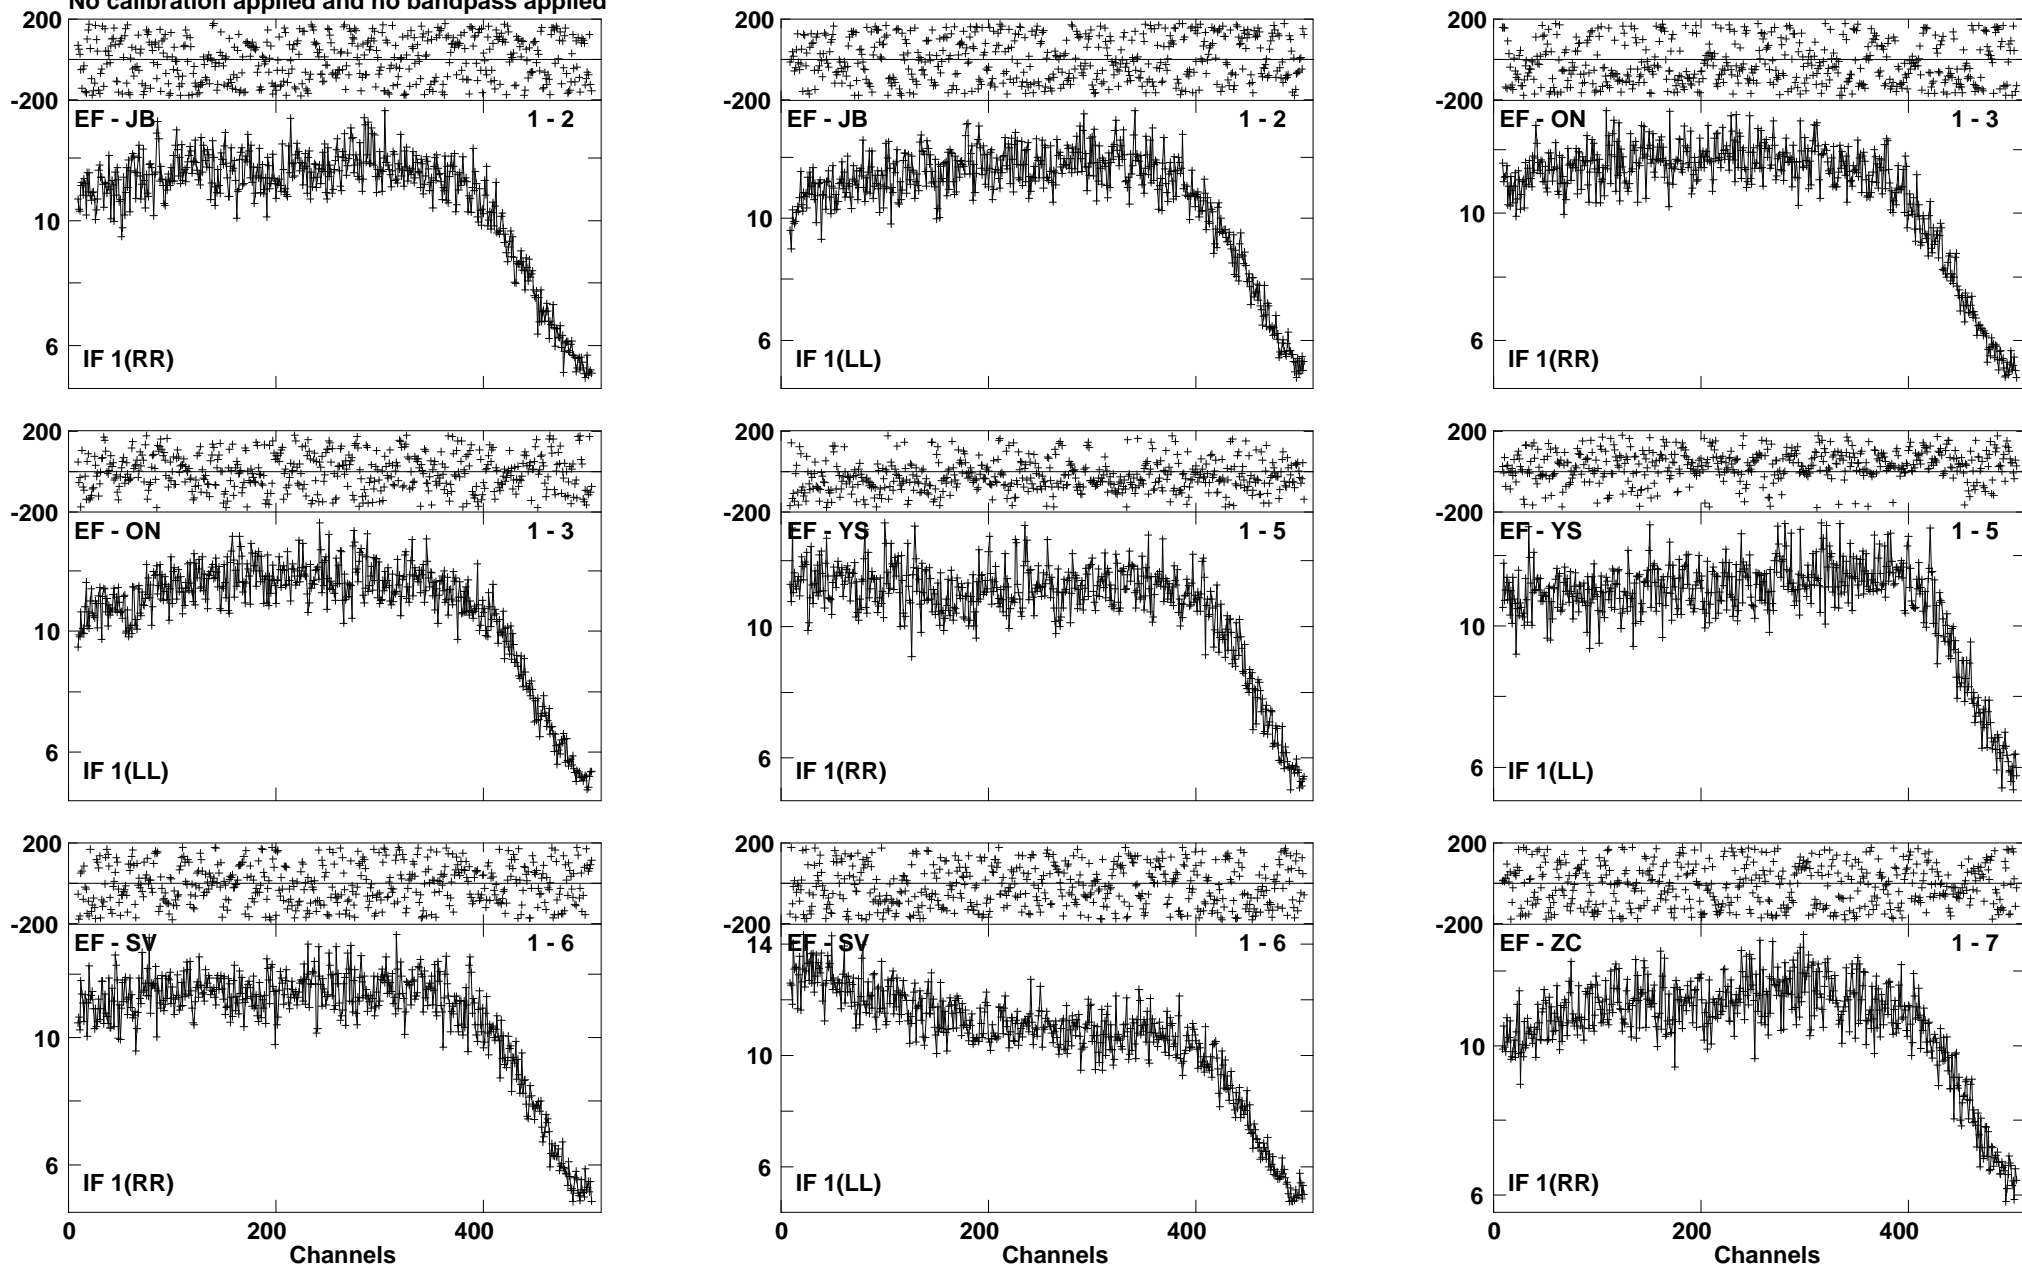 No calibration applied and no bandpass applied
200 200 200
-200 -200 -200
EF - JB 1 - 2 EF - JB 1 - 2 EF - ON 1 - 3
10 10 10
6 6 6
IF 1(RR) IF 1(LL) IF 1(RR)
200 200 200
-200 -200 -200
EF - ON 1 - 3 EF - YS 1 - 5 EF - YS 1 - 5
10 10 10
6 6 6
IF 1(LL) IF 1(RR) IF 1(LL)
200 200 200
-200 -200 -200
EF - SV 1 - 6 14 EF - SV 1 - 6 EF - ZC 1 - 7
10 10 10
6 6 6
IF 1(RR) IF 1(LL) IF 1(RR)
0 200 400 0 200 400 0 200 400
Channels Channels Channels